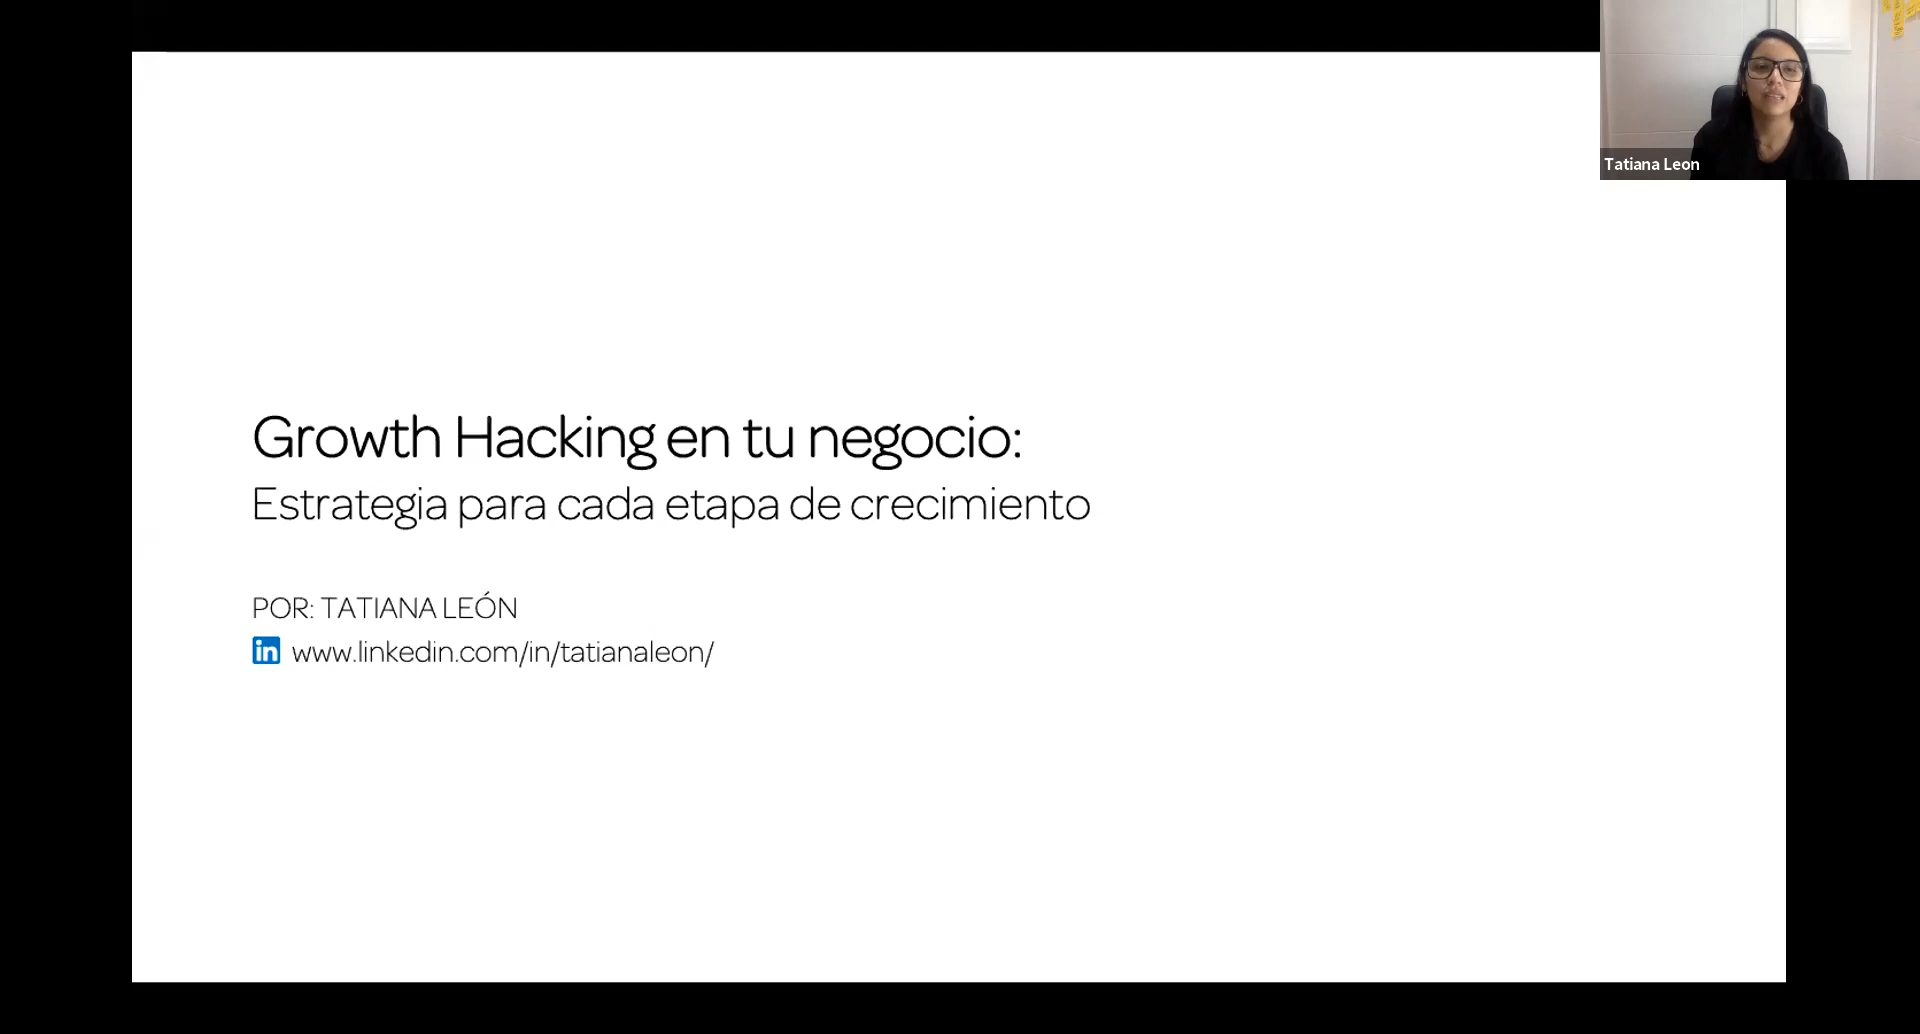 Growth Hacking en tu negocio:
Estrategia para cada etapa de crecimiento
POR: TATIANA LEÓN
in www.linkedin.com/in/tatianaleon/
Tatiana Leon